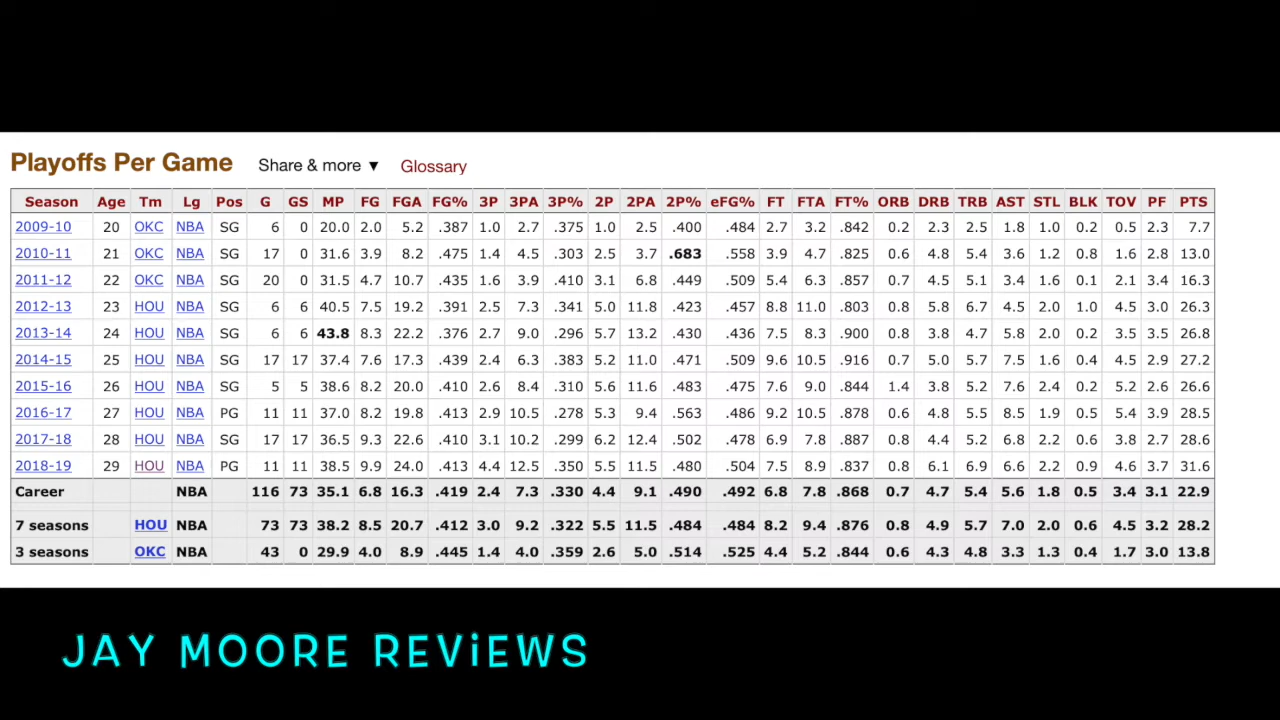 Playoffs Per Game Share & more ▼ Glossary
Season Age Tm Lg Pos G GS MP FG FGA FG% 3P 3PA 3P% 2P 2PA 2P% eFG% FT FTA FT% ORB DRB TRB AST STL BLK TOV PF PTS
2009-10 20 OKC NBA SG 6 0 20.0 2.0 5.2 .387 1.0 2.7 .375 1.0 2.5 .400 .484 2.7 3.2 .842 0.2 2.3 2.5 1.8 1.0 0.2 0.5 2.3 7.7
2010-11 21 OKC NBA SG 17 0 31.6 3.9 8.2 .475 1.4 4.5 .303 2.5 3.7 .683 .558 3.9 4.7 .825 0.6 4.8 5.4 3.6 1.2 0.8 1.6 2.8 13.0
2011-12 22 OKC NBA SG 20 0 31.5 4.7 10.7 .435 1.6 3.9 .410 3.1 6.8 .449 .509 5.4 6.3 .857 0.7 4.5 5.1 3.4 1.6 0.1 2.1 3.4 16.3
2012-13 23 HOU NBA SG 6 6 40.5 7.5 19.2 .391 2.5 7.3 .341 5.0 11.8 .423 .457 8.8 11.0 .803 0.8 5.8 6.7 4.5 2.0 1.0 4.5 3.0 26.3
2013-14 24 HOU NBA SG 6 6 43.8 8.3 22.2 .376 2.7 9.0 .296 5.7 13.2 .430 .436 7.5 8.3 .900 0.8 3.8 4.7 5.8 2.0 0.2 3.5 3.5 26.8
2014-15 25 HOU NBA SG 17 17 37.4 7.6 17.3 .439 2.4 6.3 .383 5.2 11.0 .471 .509 9.6 10.5 .916 0.7 5.0 5.7 7.5 1.6 0.4 4.5 2.9 27.2
2015-16 26 HOU NBA SG 5 5 38.6 8.2 20.0 .410 2.6 8.4 .310 5.6 11.6 .483 .475 7.6 9.0 .844 1.4 3.8 5.2 7.6 2.4 0.2 5.2 2.6 26.6
2016-17 27 HOU NBA PG 11 11 37.0 8.2 19.8 .413 2.9 10.5 .278 5.3 9.4 .563 .486 9.2 10.5 .878 0.6 4.8 5.5 8.5 1.9 0.5 5.4 3.9 28.5
2017-18 28 HOU NBA SG 17 17 36.5 9.3 22.6 .410 3.1 10.2 .299 6.2 12.4 .502 .478 6.9 7.8 .887 0.8 4.4 5.2 6.8 2.2 0.6 3.8 2.7 28.6
2018-19 29 HOU NBA PG 11 11 38.5 9.9 24.0 .413 4.4 12.5 .350 5.5 11.5 .480 .504 7.5 8.9 .837 0.8 6.1 6.9 6.6 2.2 0.9 4.6 3.7 31.6
Career NBA 116 73 35.1 6.8 16.3 .419 2.4 7.3 .330 4.4 9.1 .490 .492 6.8 7.8 .868 0.7 4.7 5.4 5.6 1.8 0.5 3.4 3.1 22.9
7 seasons HOU NBA 73 73 38.2 8.5 20.7 .412 3.0 9.2 .322 5.5 11.5 .484 .484 8.2 9.4 .876 0.8 4.9 5.7 7.0 2.0 0.6 4.5 3.2 28.2
3 seasons OKC NBA 43 0 29.9 4.0 8.9 .445 1.4 4.0 .359 2.6 5.0 .514 .525 4.4 5.2 .844 0.6 4.3 4.8 3.3 1.3 0.4 1.7 3.0 13.8
JAY MOORE REViEWS